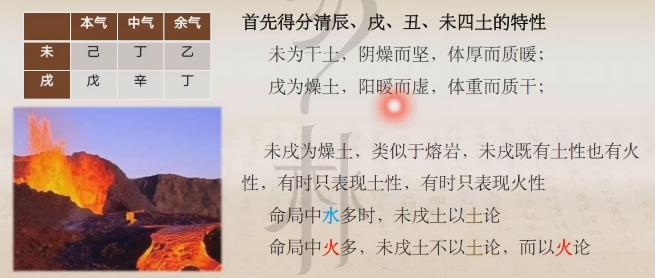 本气 中气 余气
未 己 丁 乙
戌 戊 辛 丁
首先得分清辰、戌、丑、未四土的特性
未为干土，阴燥而坚，体厚而质暖；
戌为燥土，阳暖而虚，体重而质干；
未戌为燥土，类似于熔岩，未戌既有土性也有火
性，有时只表现土性，有时只表现火性
命局中水多时，未戌土以土论
命局中火多，未戌土不以土论，而以火论